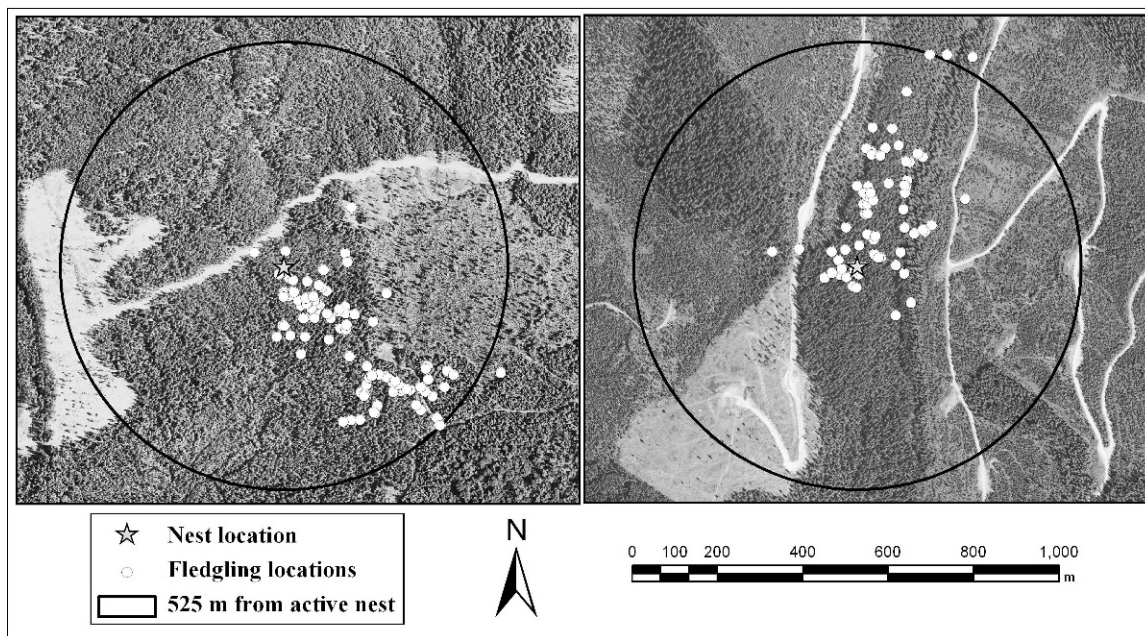 Nest location
Fledgling locations
525 m from active nest
N
0 100 200 400 600 800 1,000
m